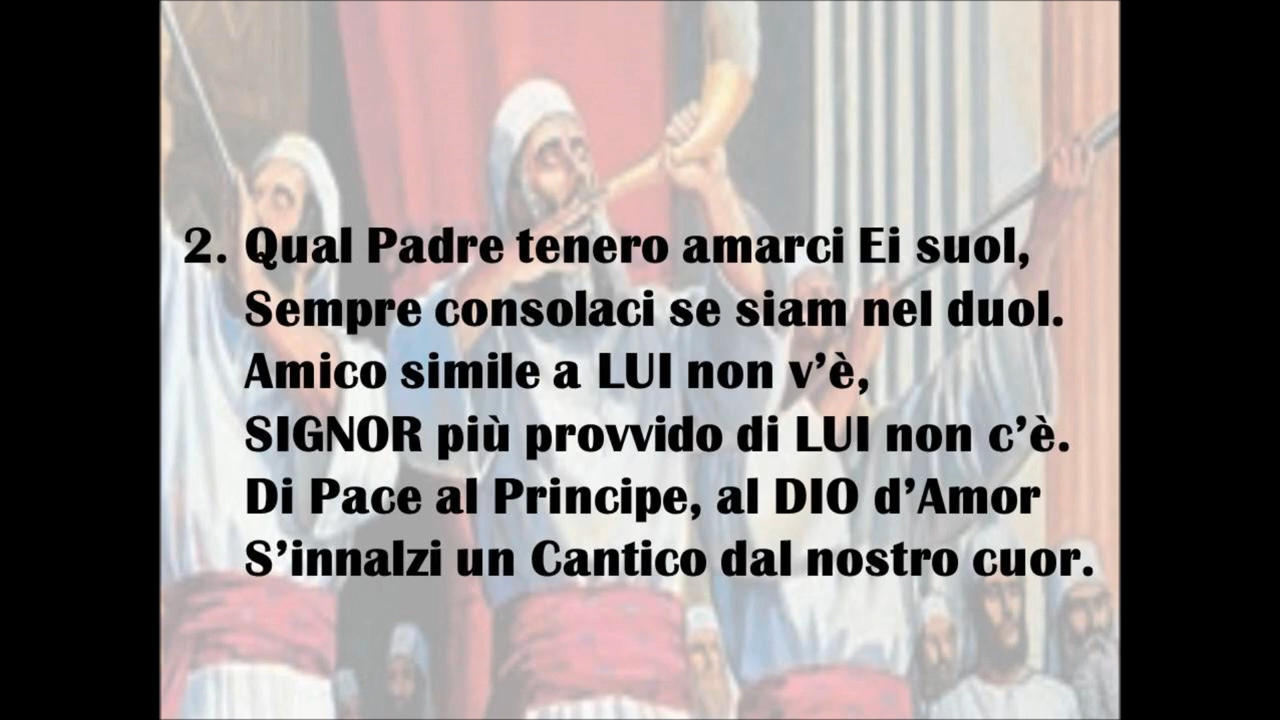 2. Qual Padre tenero amarci Ei suol,
Sempre consolaci se siam nel duol.
Amico simile a LUI non v'è,
SIGNOR più provvido di LUI non c'è.
Di Pace al Principe, al DIO d'Amor
S'innalzi un Cantico dal nostro cuor.